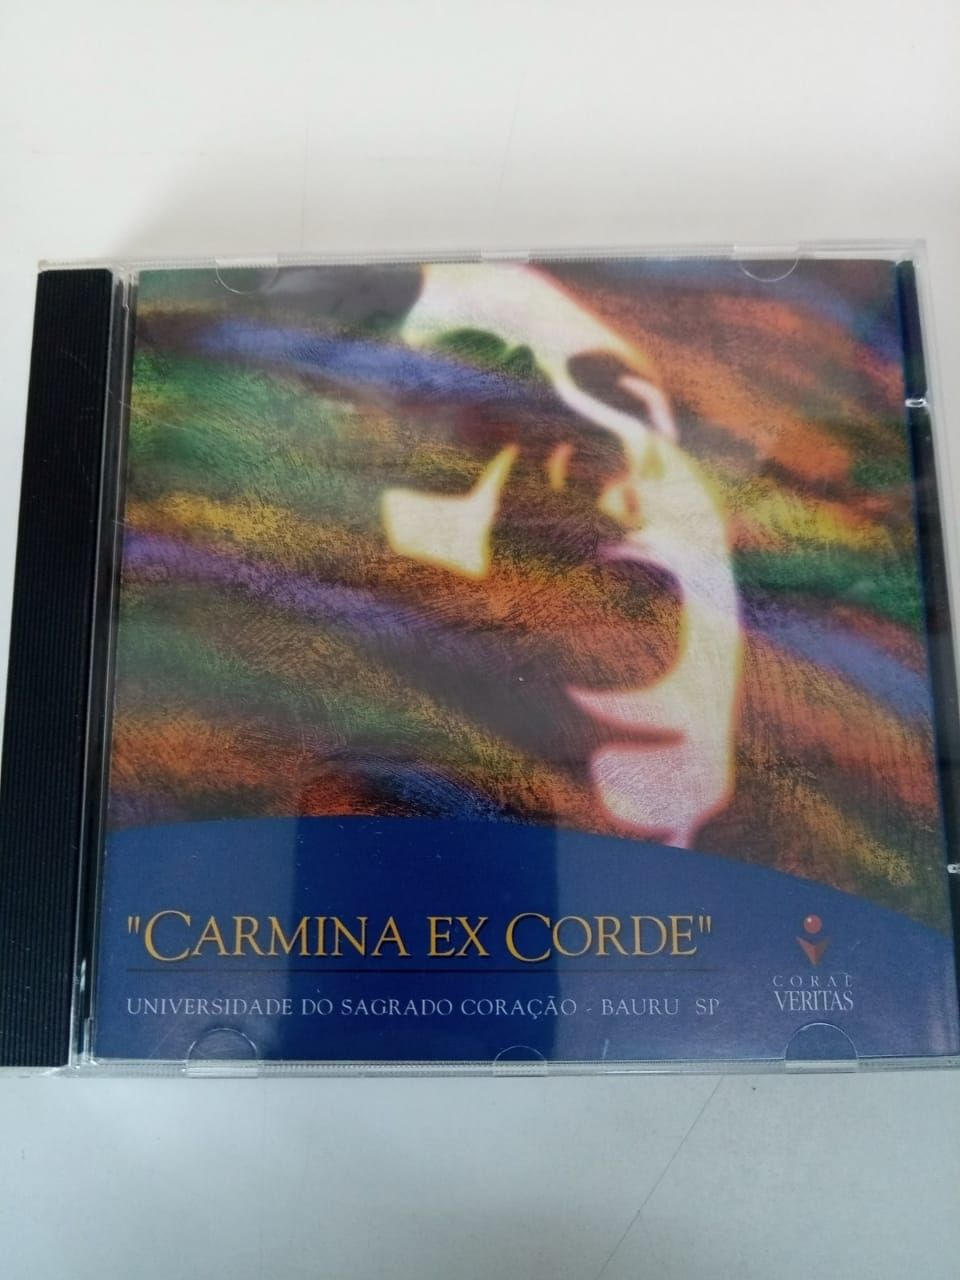 "CARMINA EX CORDE"
UNIVERSIDADE DO SAGRADO CORAÇÃO - BAURU SP
CORAL
VERITAS